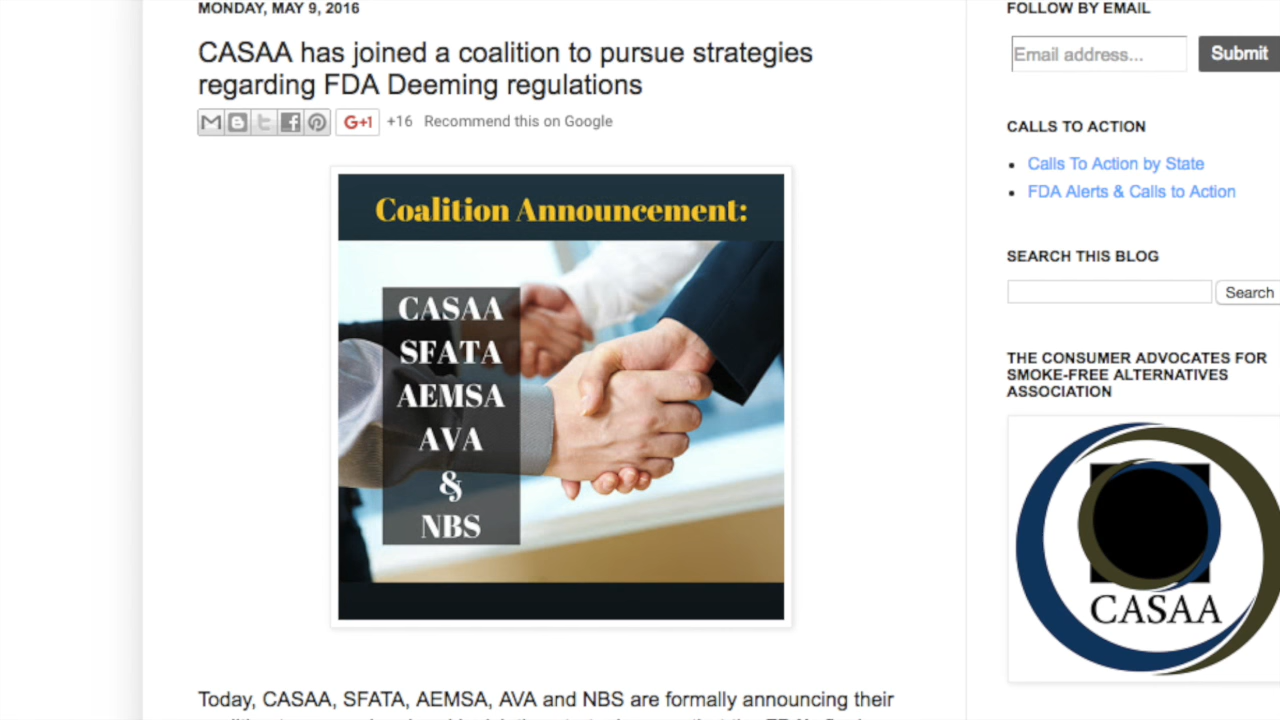 MONDAY, MAY 9, 2016
CASAA has joined a coalition to pursue strategies
regarding FDA Deeming regulations
G+1 +16 Recommend this on Google
Coalition Announcement:
CASAA
SFATA
AEMSA
AVA
&
NBS
Today, CASAA, SFATA, AEMSA, AVA and NBS are formally announcing their
FOLLOW BY EMAIL
Email address... Submit
CALLS TO ACTION
Calls To Action by State
FDA Alerts & Calls to Action
SEARCH THIS BLOG
Search
THE CONSUMER ADVOCATES FOR
SMOKE-FREE ALTERNATIVES
ASSOCIATION
CASAA